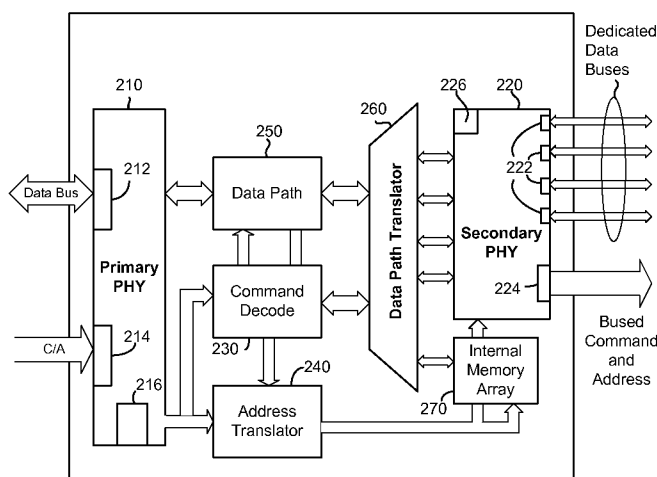 Dedicated
Data
Buses
210
226
220
260
250
222
212
Data Bus
Data Path
Data Path Translator
Primary
PHY
Secondary
PHY
Command
Decode
224
214
230
C/A
240
Bused
Command
and
Address
216
Internal
Memory
Array
Address
Translator
270